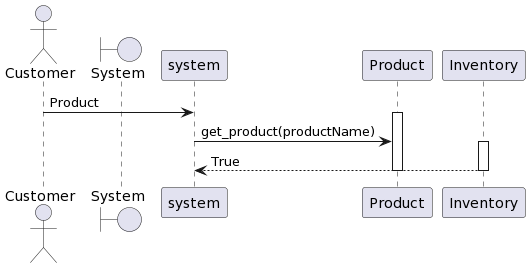 Customer
System
system
Product
Inventory
Product
get_product(productName)
True
Customer
System
system
Product
Inventory